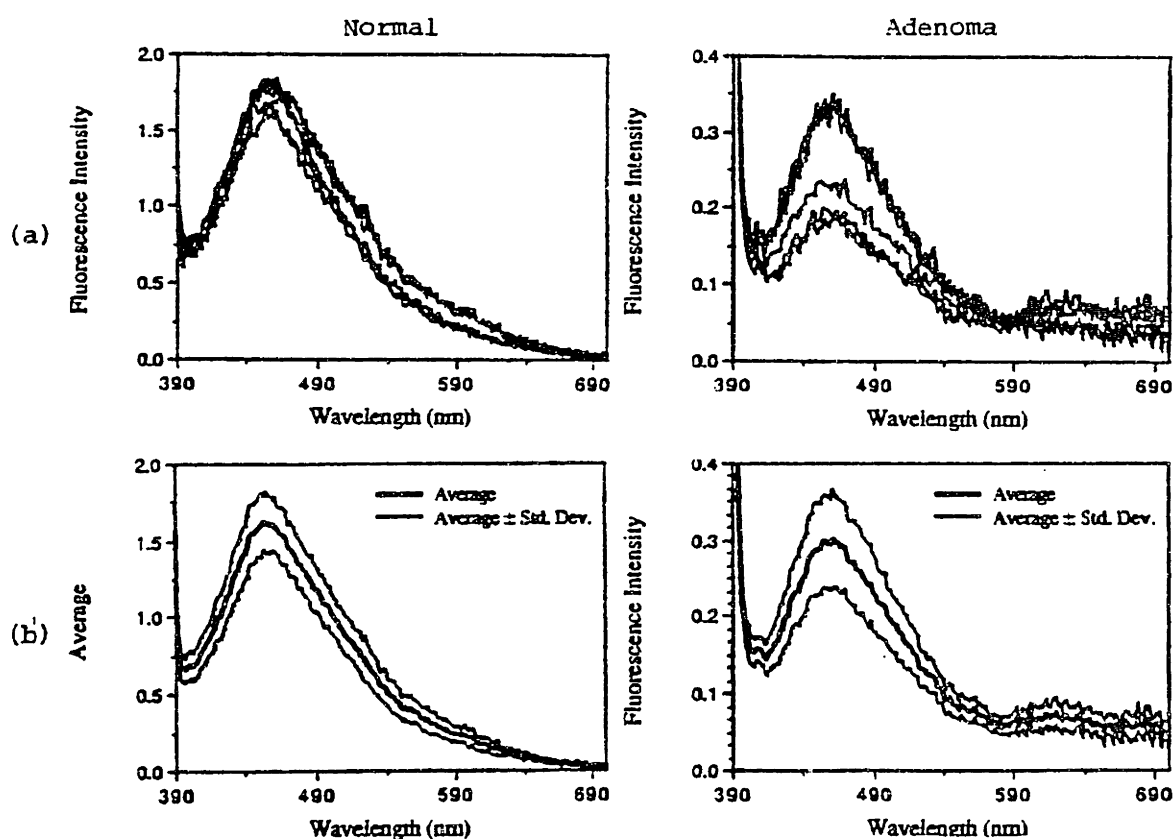 Normal Adenoma
(a)
Fluorescence Intensity
2.0
1.5
1.0
0.5
0.0
390 490 590 690
Wavelength (nm)
Fluorescence Intensity
0.4
0.3
0.2
0.1
0.0
390 490 590 690
Wavelength (nm)
(b)
Average
2.0
1.5
1.0
0.5
0.0
390 490 590 690
Wavelength (nm)
Average
Average ± Std. Dev.
Fluorescence Intensity
0.4
0.3
0.2
0.1
0.0
390 490 590 690
Wavelength (nm)
Average
Average ± Std. Dev.